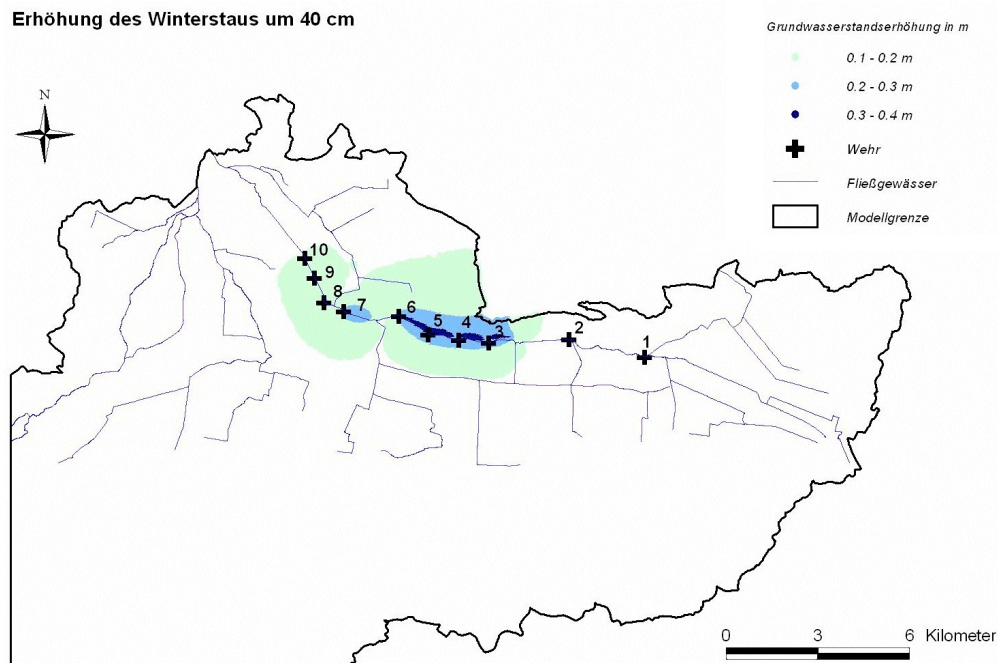 Erhöhung des Winterstaus um 40 cm
Grundwasserstandserhöhung in m
0.1 - 0.2 m
0.2 - 0.3 m
0.3 - 0.4 m
Wehr
Fließgewässer
Modellgrenze
N
10
9
8
7
6
5
4
3
2
1
0 3 6 Kilometer